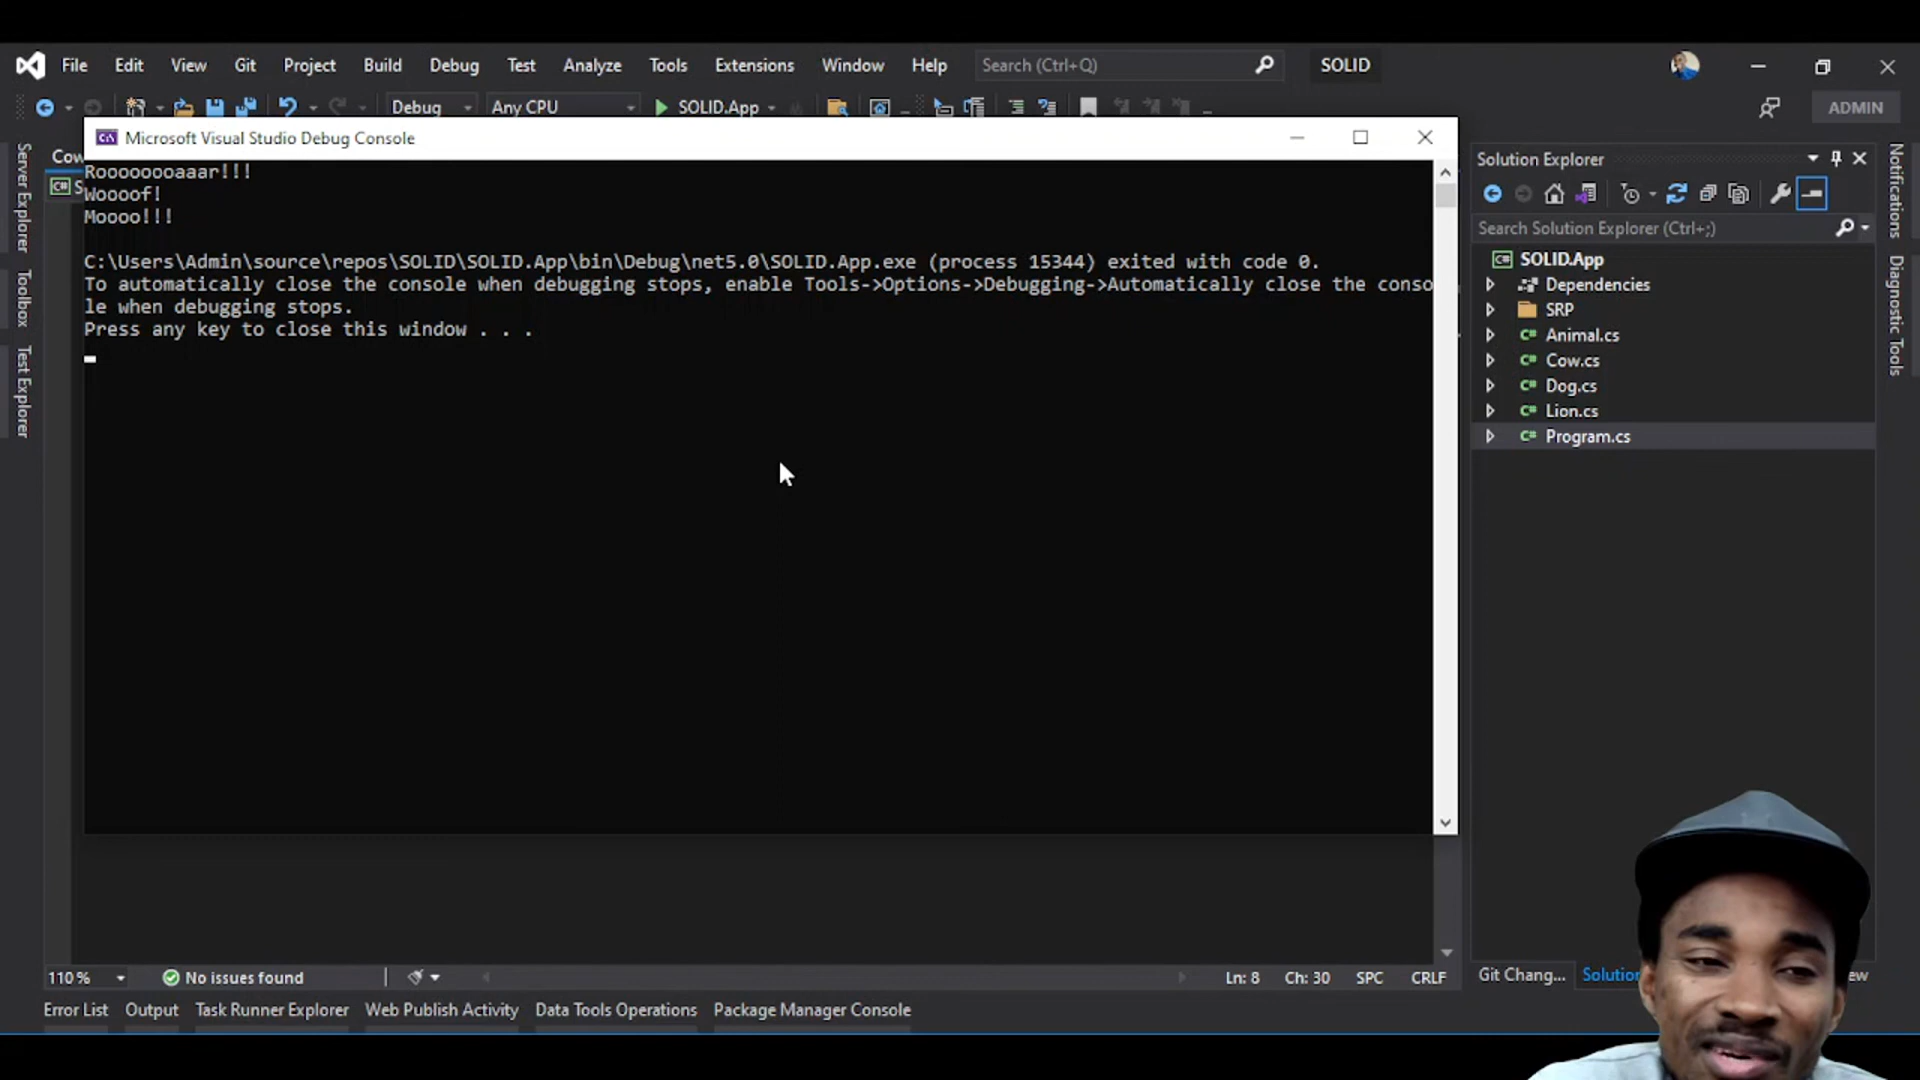 File Edit View Git Project Build Debug Test Analyze Tools Extensions Window Help Search (Ctrl+Q) SOLID
Debug Any CPU SOLID.App ADMIN
Microsoft Visual Studio Debug Console
Server Explorer
Toolbox
Test Explorer
Cow
S
Roooooooaaar!!!
Woooof!
Moooo!!!
C:\Users\Admin\source\repos\SOLID\SOLID.App\bin\Debug\net5.0\SOLID.App.exe (process 15344) exited with code 0.
To automatically close the console when debugging stops, enable Tools->Options->Debugging->Automatically close the conso
le when debugging stops.
Press any key to close this window . . .
Solution Explorer
Search Solution Explorer (Ctrl+;)
SOLID.App
Dependencies
SRP
Animal.cs
Cow.cs
Dog.cs
Lion.cs
Program.cs
Notifications
Diagnostic Tools
110 % No issues found Ln: 8 Ch: 30 SPC CRLF
Git Chang... Solution ew
Error List Output Task Runner Explorer Web Publish Activity Data Tools Operations Package Manager Console